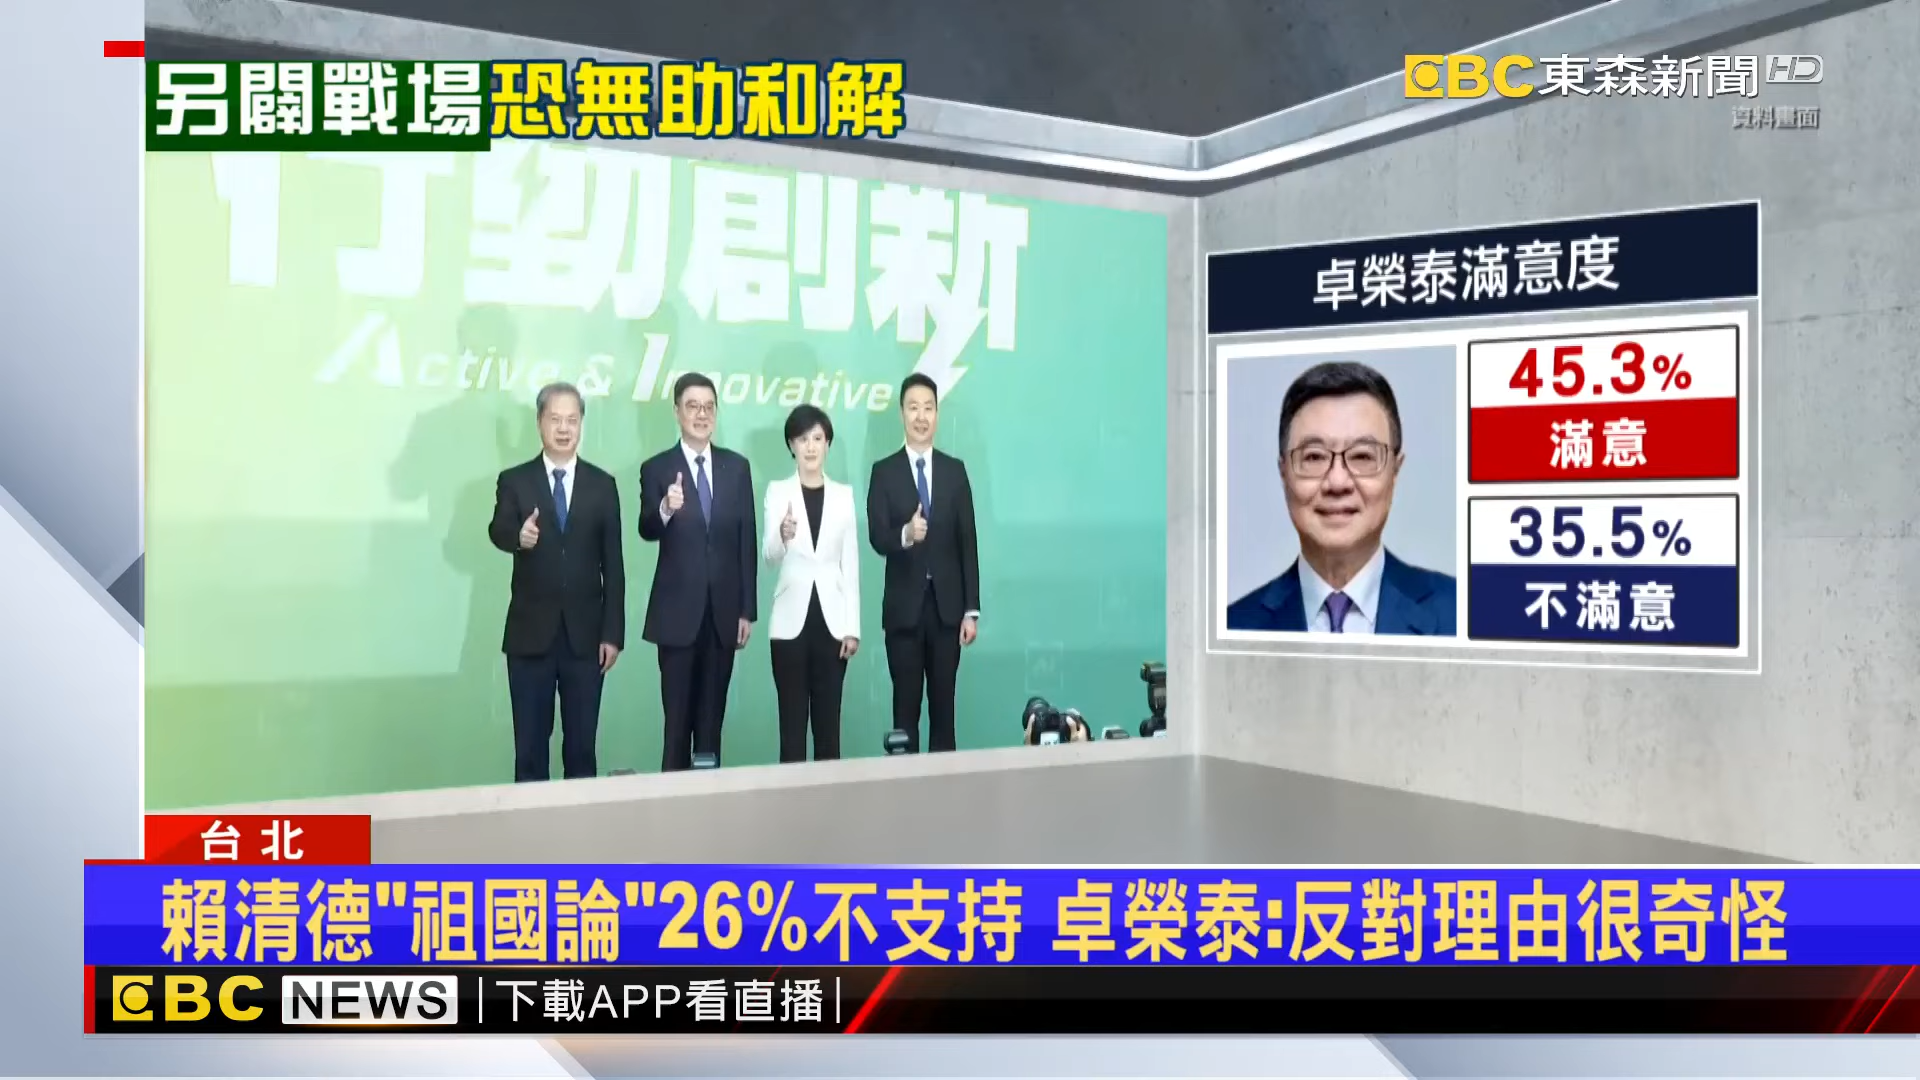 另闢戰場恐無助和解
EBC東森新聞HD
資料畫面
行動創新
Active & Innovative
卓榮泰滿意度
45.3%
滿意
35.5%
不滿意
台北
賴清德"祖國論"26%不支持 卓榮泰:反對理由很奇怪
EBC NEWS |下載APP看直播|